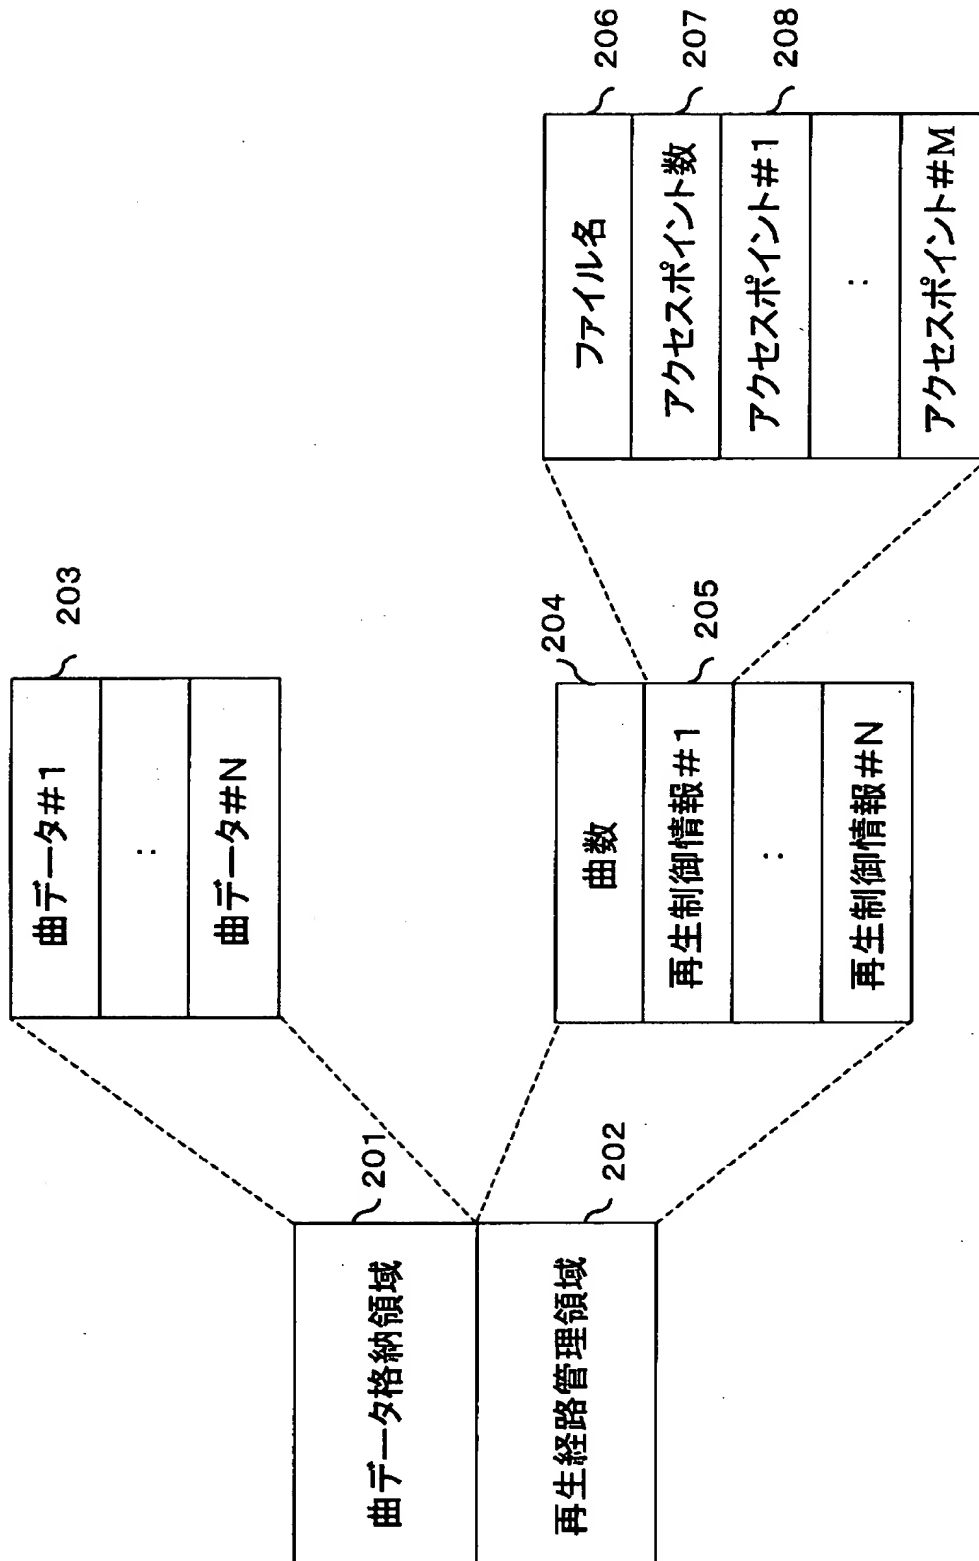 曲データ格納領域
201
再生経路管理領域
202
曲データ#1
203
:
曲データ#N
曲数
204
再生制御情報#1
205
:
再生制御情報#N
ファイル名
206
アクセスポイント数
207
アクセスポイント#1
208
:
アクセスポイント#M